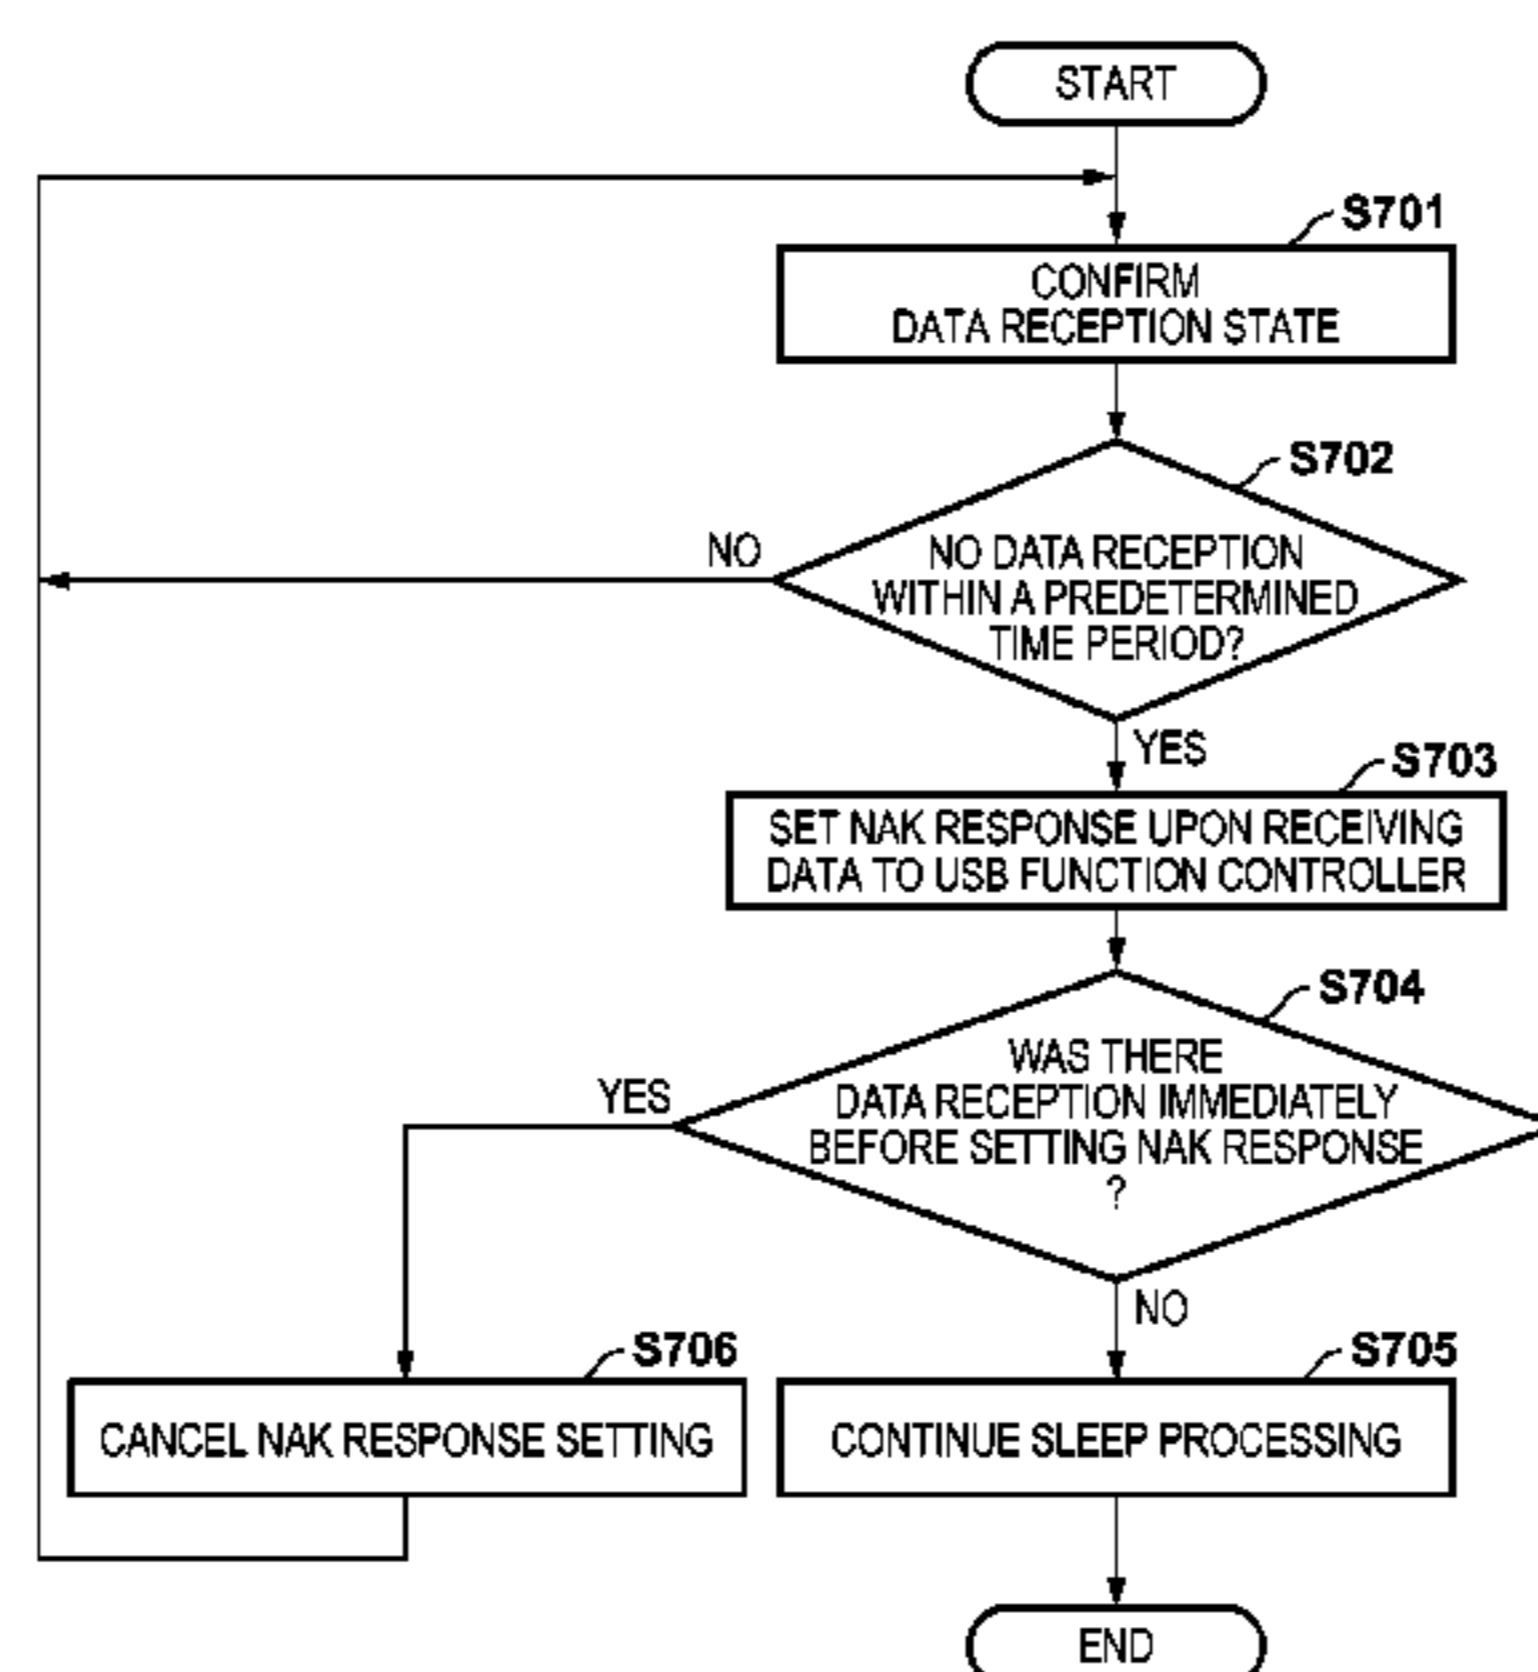 START
S701
CONFIRM
DATA RECEPTION STATE
S702
NO
NO DATA RECEPTION
WITHIN A PREDETERMINED
TIME PERIOD?
YES
S703
SET NAK RESPONSE UPON RECEIVING
DATA TO USB FUNCTION CONTROLLER
S704
WAS THERE
YES
DATA RECEPTION IMMEDIATELY
BEFORE SETTING NAK RESPONSE
?
NO
S706
S705
CANCEL NAK RESPONSE SETTING
CONTINUE SLEEP PROCESSING
END